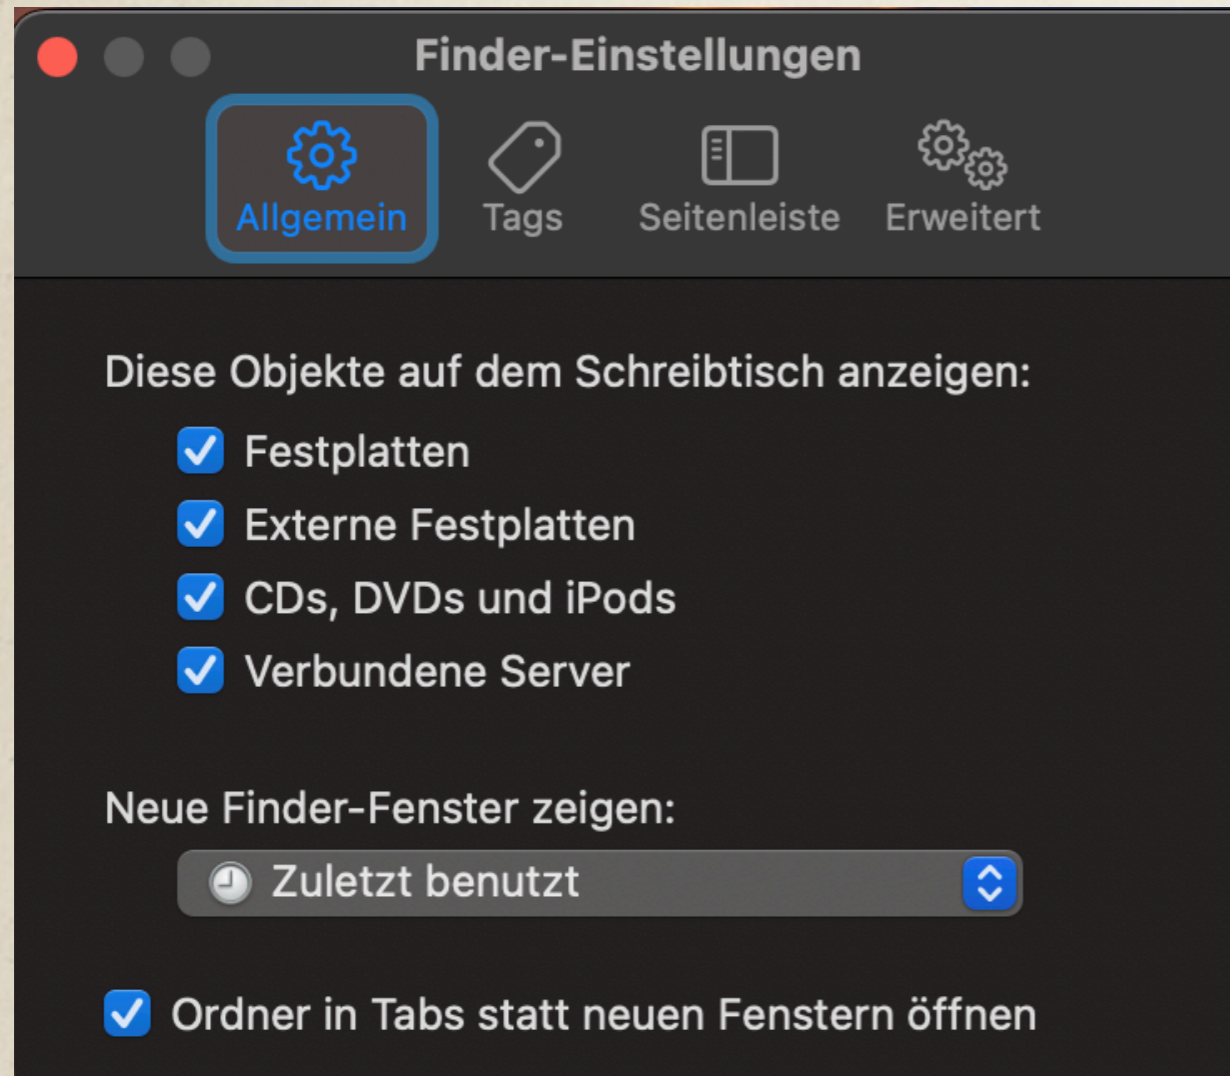 Finder-Einstellungen
Allgemein Tags Seitenleiste Erweitert
Diese Objekte auf dem Schreibtisch anzeigen:
Festplatten
Externe Festplatten
CDs, DVDs und iPods
Verbundene Server
Neue Finder-Fenster zeigen:
Zuletzt benutzt
Ordner in Tabs statt neuen Fenstern öffnen